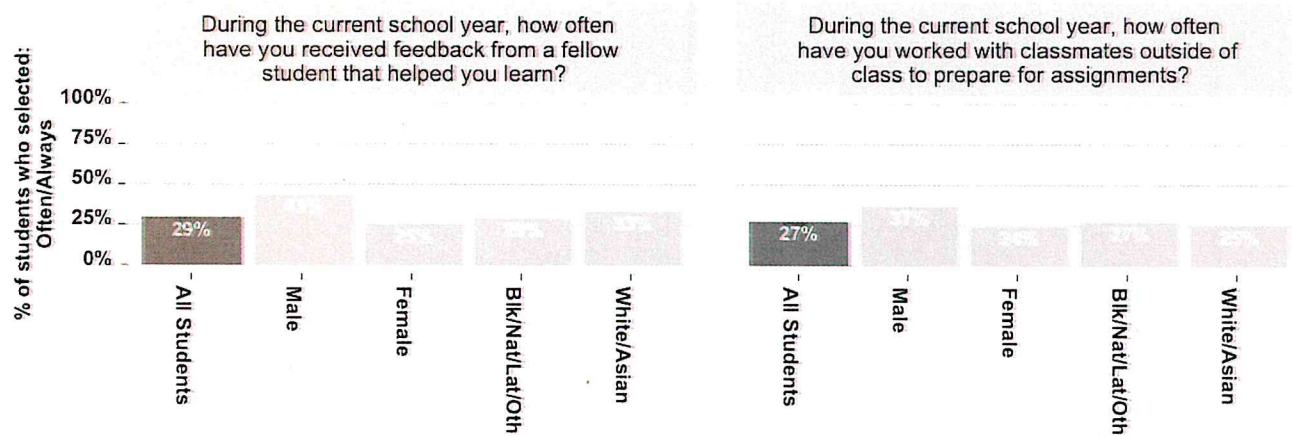 During the current school year, how often
have you received feedback from a fellow
student that helped you learn?
% of students who selected:
Often/Always
100%
75%
50%
25%
0%
29%
All Students
Male
Female
Blk/Nat/Lat/Oth
White/Asian
During the current school year, how often
have you worked with classmates outside of
class to prepare for assignments?
27%
37%
27%
All Students
Male
Female
Blk/Nat/Lat/Oth
White/Asian